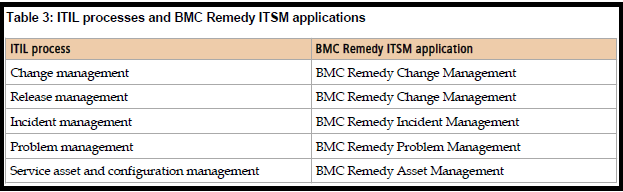 Table 3: ITIL processes and BMC Remedy ITSM applications
ITIL process BMC Remedy ITSM application
Change management BMC Remedy Change Management
Release management BMC Remedy Change Management
Incident management BMC Remedy Incident Management
Problem management BMC Remedy Problem Management
Service asset and configuration management BMC Remedy Asset Management